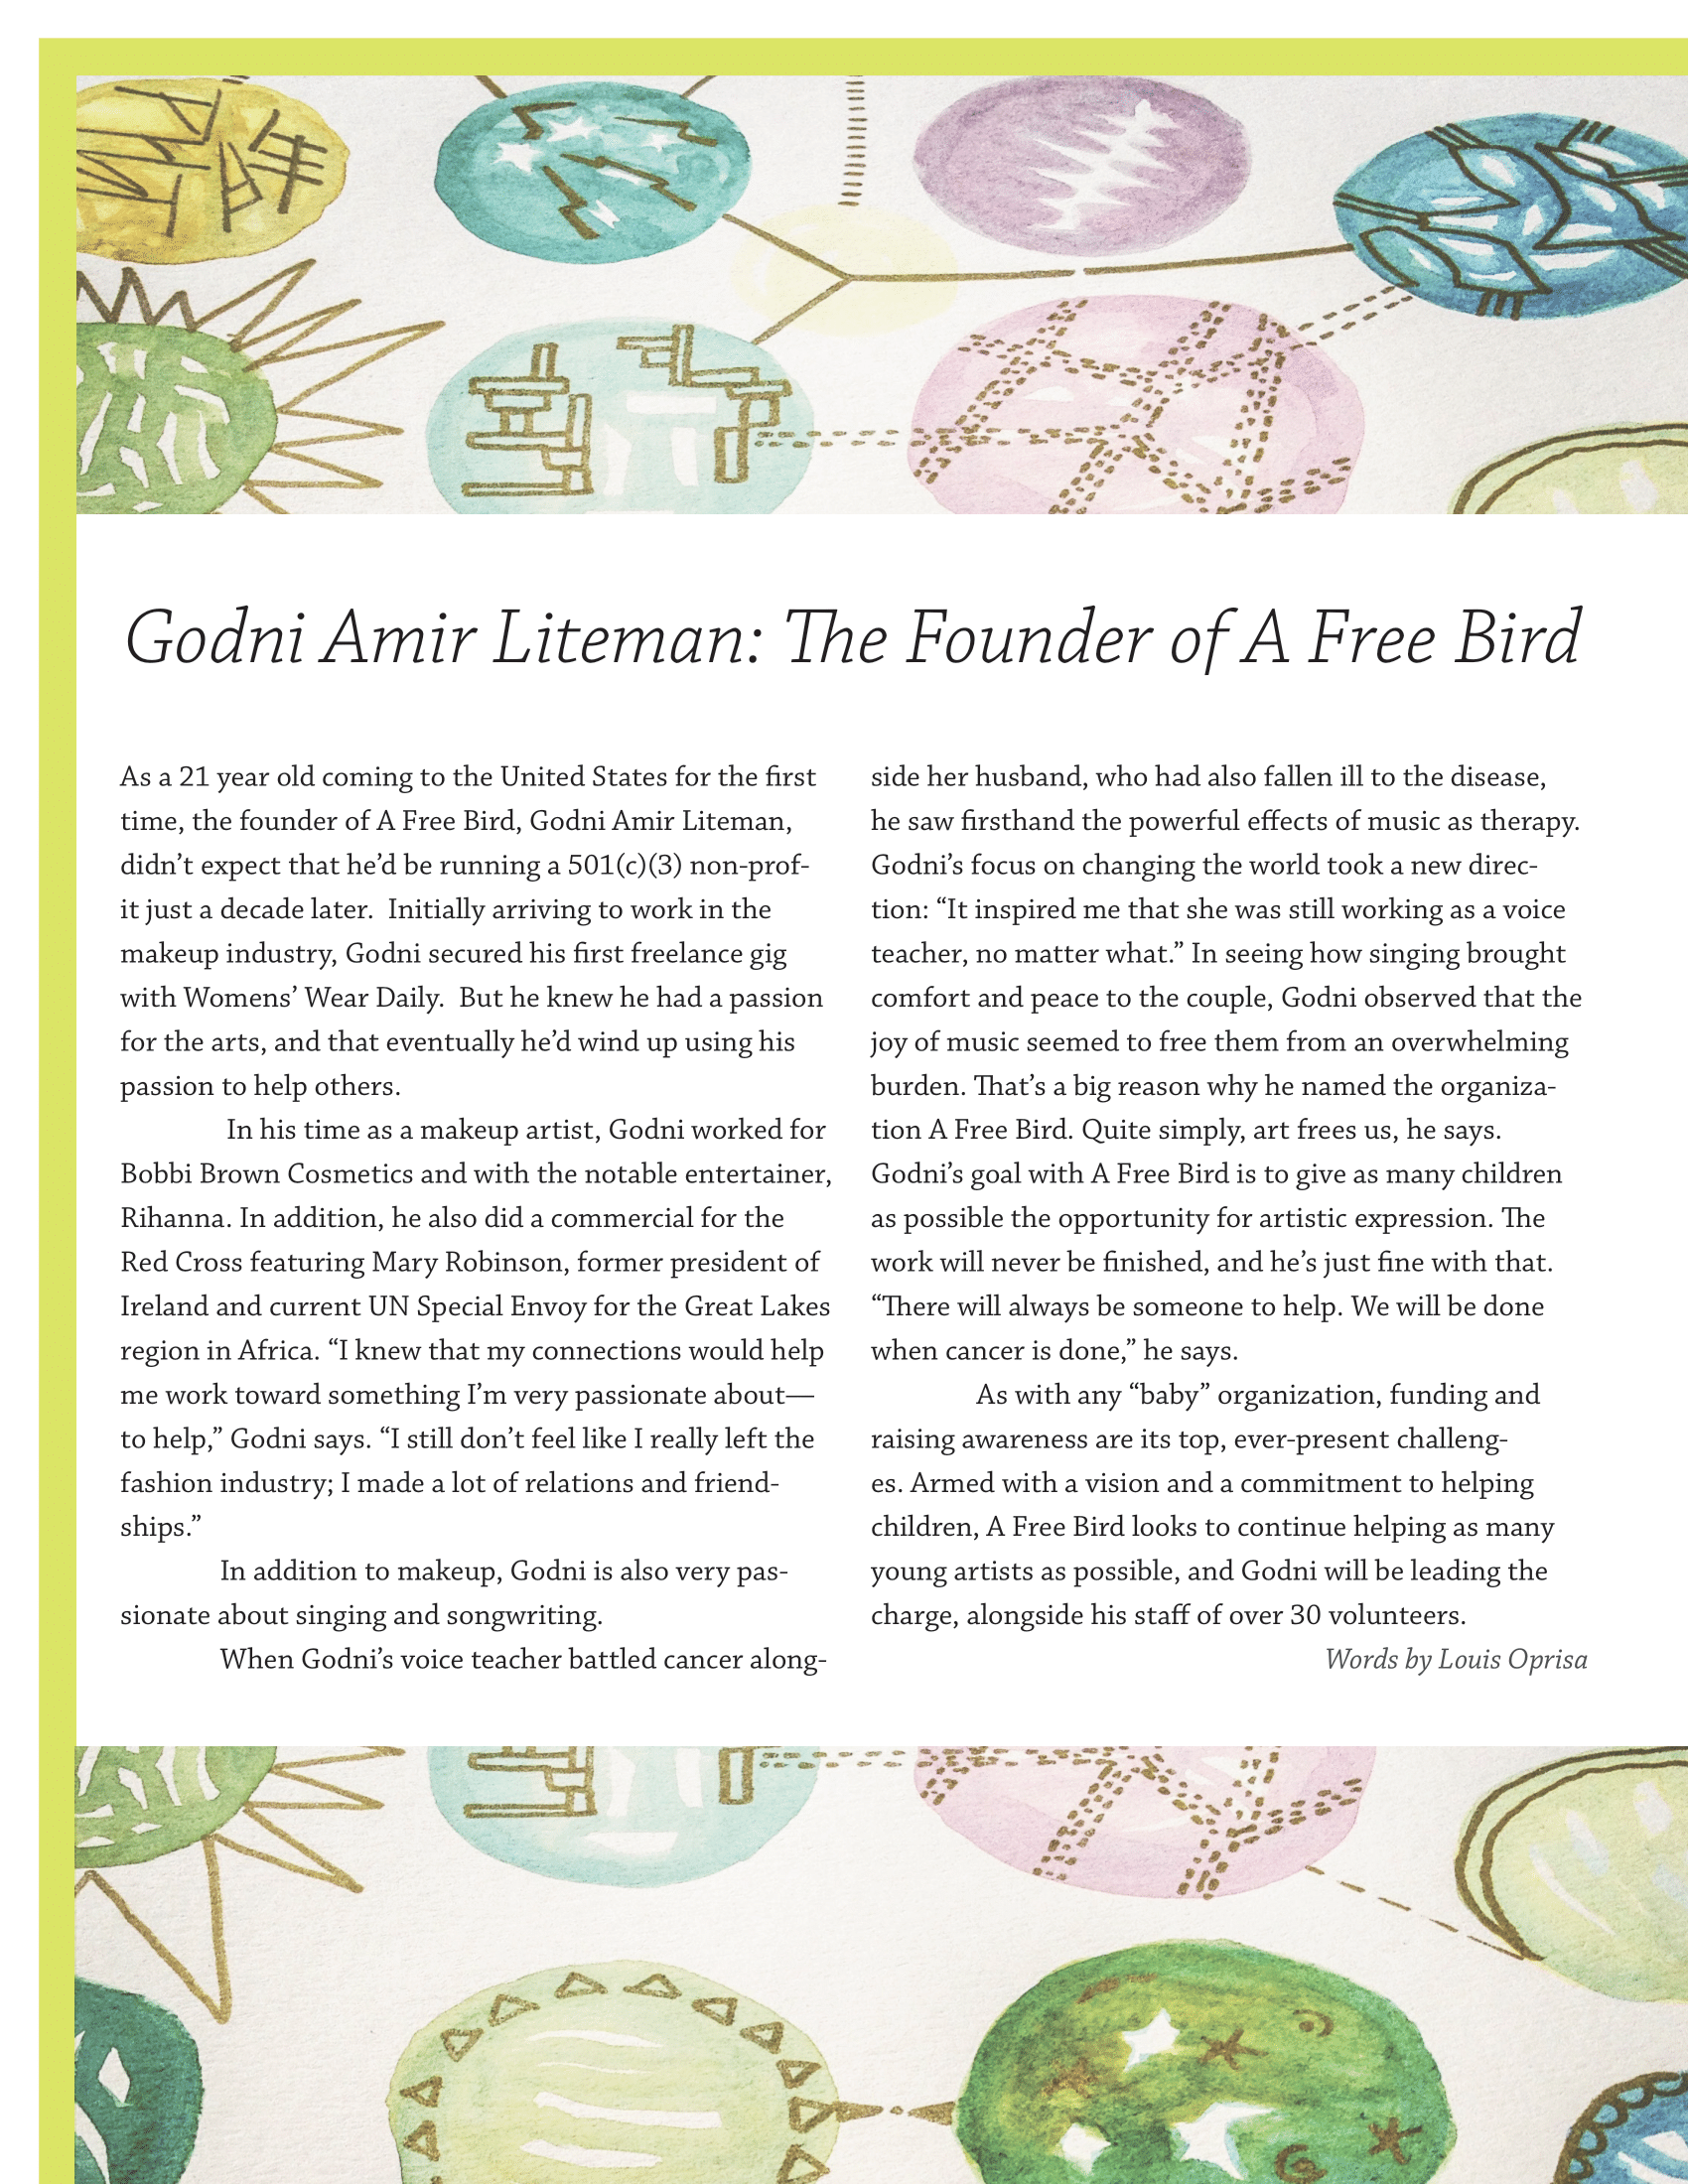 Godni Amir Liteman: The Founder of A Free Bird
As a 21 year old coming to the United States for the first
time, the founder of A Free Bird, Godni Amir Liteman,
didn’t expect that he’d be running a 501(c)(3) non-prof-
it just a decade later.  Initially arriving to work in the
makeup industry, Godni secured his first freelance gig
with Womens’ Wear Daily.  But he knew he had a passion
for the arts, and that eventually he’d wind up using his
passion to help others.
In his time as a makeup artist, Godni worked for
Bobbi Brown Cosmetics and with the notable entertainer,
Rihanna. In addition, he also did a commercial for the
Red Cross featuring Mary Robinson, former president of
Ireland and current UN Special Envoy for the Great Lakes
region in Africa. “I knew that my connections would help
me work toward something I’m very passionate about—
to help,” Godni says. “I still don’t feel like I really left the
fashion industry; I made a lot of relations and friend-
ships.”
In addition to makeup, Godni is also very pas-
sionate about singing and songwriting.
When Godni’s voice teacher battled cancer along-
side her husband, who had also fallen ill to the disease,
he saw firsthand the powerful effects of music as therapy.
Godni’s focus on changing the world took a new direc-
tion: “It inspired me that she was still working as a voice
teacher, no matter what.” In seeing how singing brought
comfort and peace to the couple, Godni observed that the
joy of music seemed to free them from an overwhelming
burden. That’s a big reason why he named the organiza-
tion A Free Bird. Quite simply, art frees us, he says.
Godni’s goal with A Free Bird is to give as many children
as possible the opportunity for artistic expression. The
work will never be finished, and he’s just fine with that.
“There will always be someone to help. We will be done
when cancer is done,” he says.
As with any “baby” organization, funding and
raising awareness are its top, ever-present challeng-
es. Armed with a vision and a commitment to helping
children, A Free Bird looks to continue helping as many
young artists as possible, and Godni will be leading the
charge, alongside his staff of over 30 volunteers.
Words by Louis Oprisa